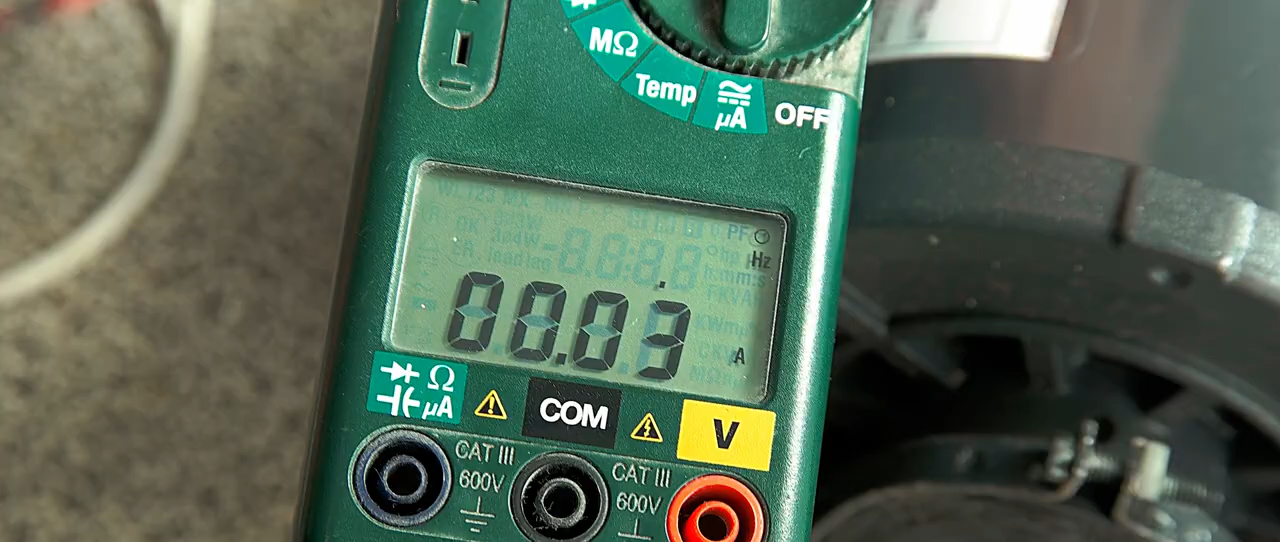 MΩ
Temp
µA
OFF
Hz
00.03
A
Ω
µA
COM
V
CAT III
600V
CAT III
600V